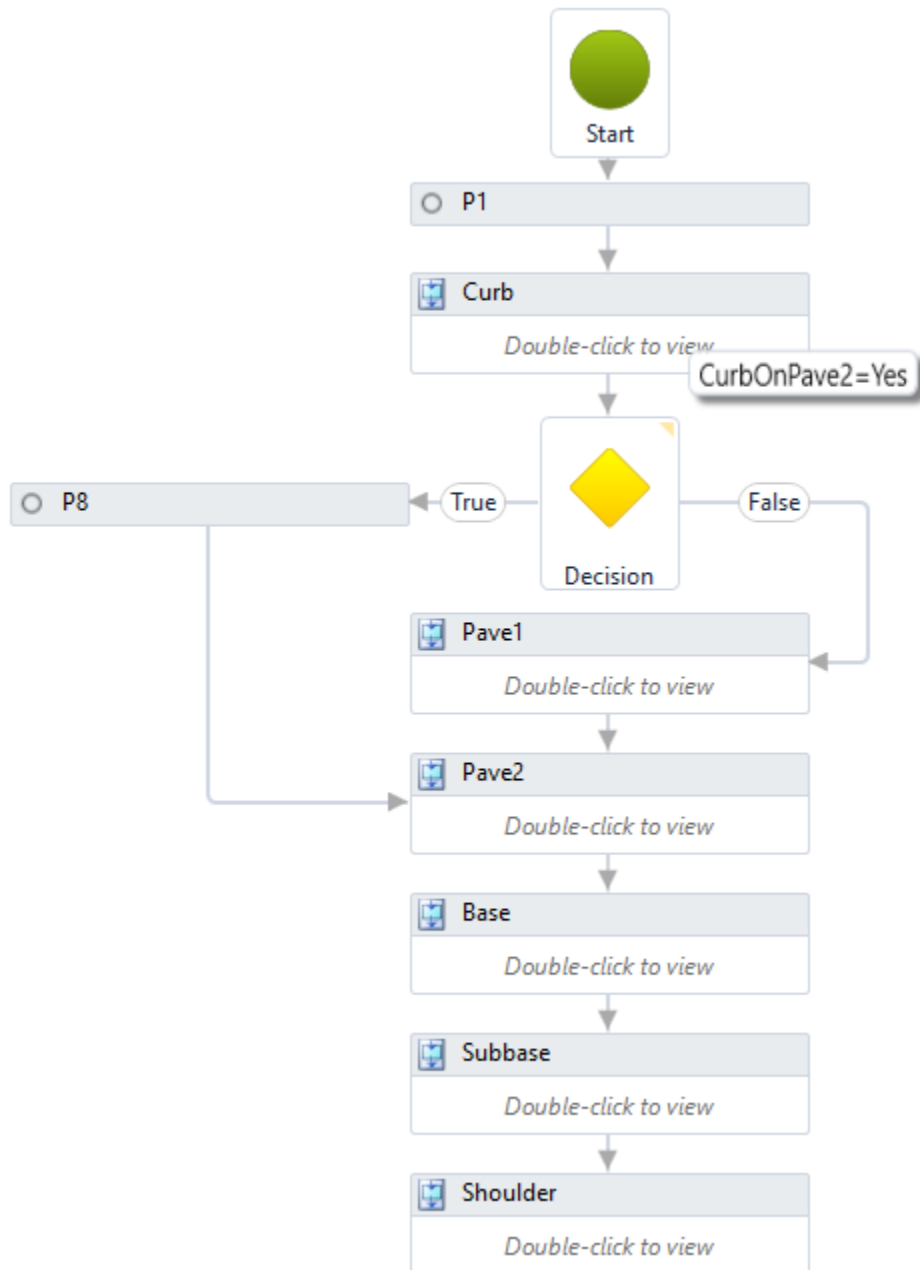 Start
P1
Curb
Double-click to view
CurbOnPave2=Yes
P8
True
False
Decision
Pave1
Double-click to view
Pave2
Double-click to view
Base
Double-click to view
Subbase
Double-click to view
Shoulder
Double-click to view